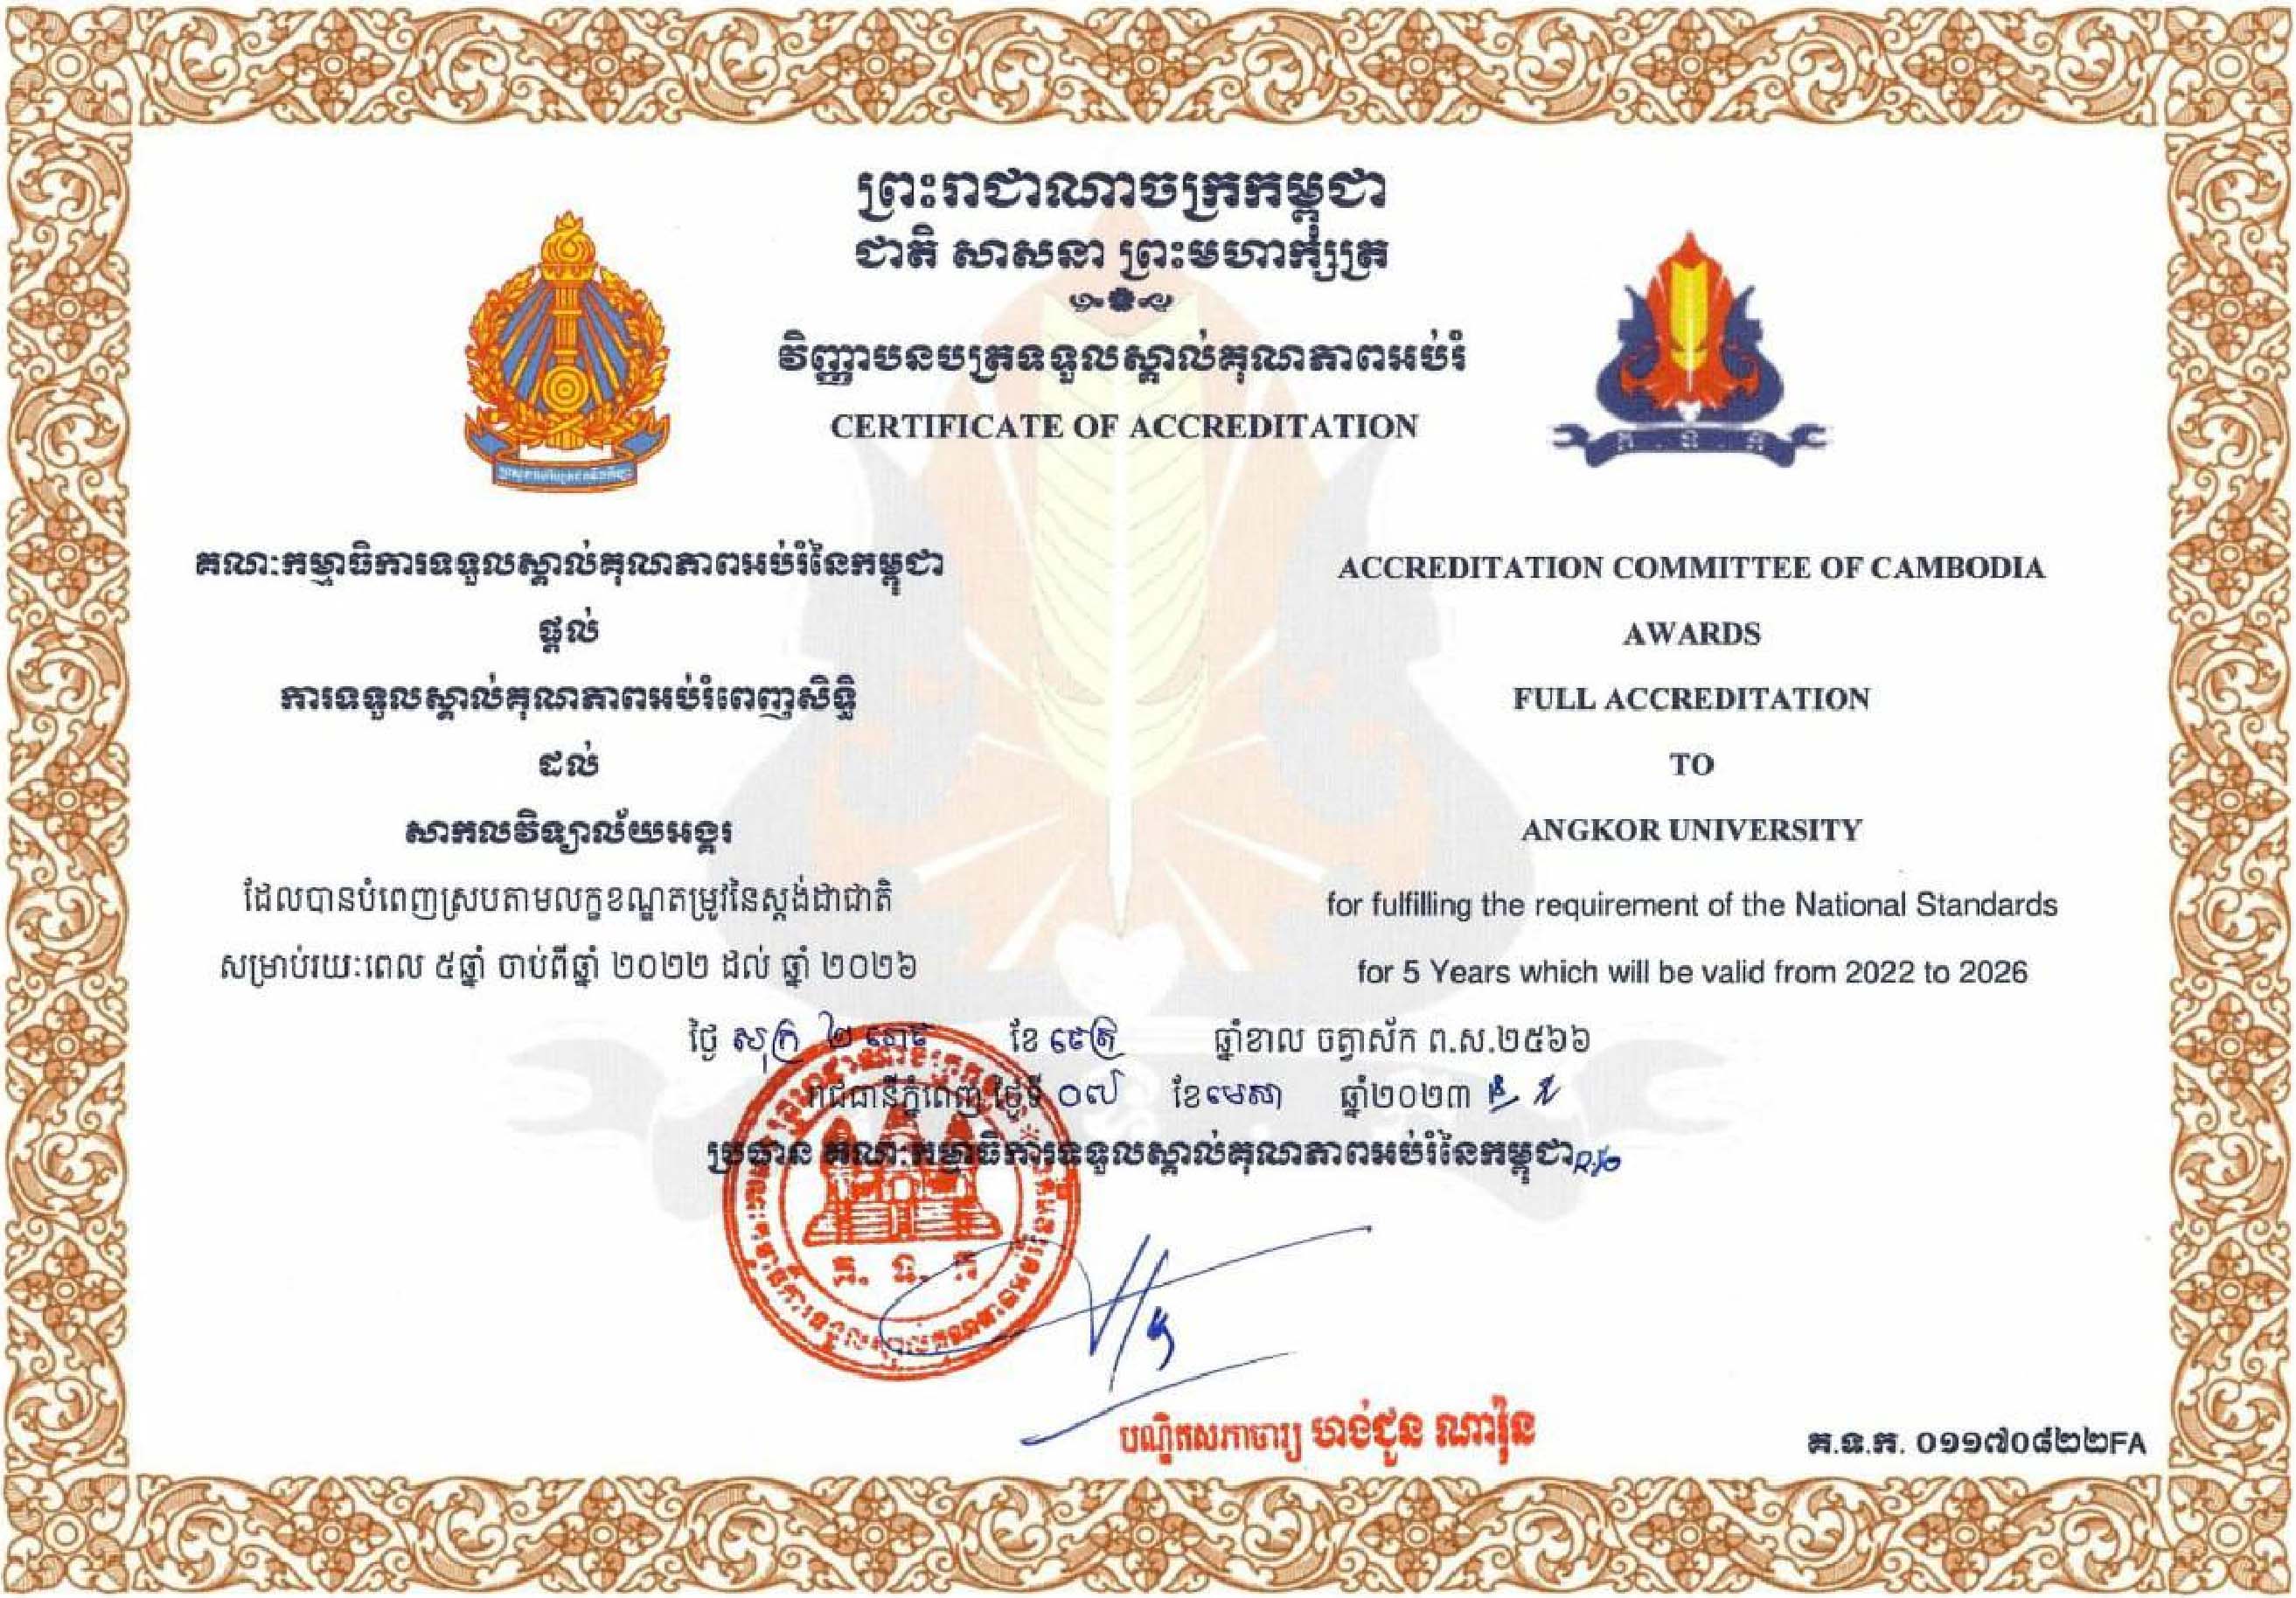 ព្រះរាជាណាចក្រកម្ពុជា
ជាតិ សាសនា ព្រះមហាក្សត្រ
វិញ្ញាបនបត្រទទួលស្គាល់គុណភាពអប់រំ
CERTIFICATE OF ACCREDITATION
គ . ទ . ក
គណៈកម្មាធិការទទួលស្គាល់គុណភាពអប់រំនៃកម្ពុជា
ផ្តល់
ការទទួលស្គាល់គុណភាពអប់រំពេញសិទ្ធិ
ដល់
សាកលវិទ្យាល័យអង្គរ
ដែលបានបំពេញស្របតាមលក្ខខណ្ឌតម្រូវនៃស្តង់ដាជាតិ
សម្រាប់រយៈពេល ៥ឆ្នាំ ចាប់ពីឆ្នាំ ២០២២ ដល់ ឆ្នាំ ២០២៦
ACCREDITATION COMMITTEE OF CAMBODIA
AWARDS
FULL ACCREDITATION
TO
ANGKOR UNIVERSITY
for fulfilling the requirement of the National Standards
for 5 Years which will be valid from 2022 to 2026
ថ្ងៃ សុក្រ ២ រោច ខែ ចេត្រ ឆ្នាំខាល ចត្វាស័ក ព.ស.២៥៦៦
រាជធានីភ្នំពេញ ថ្ងៃទី ០៧ ខែមេសា ឆ្នាំ២០២៣
ប្រធាន គណៈកម្មាធិការទទួលស្គាល់គុណភាពអប់រំនៃកម្ពុជា
គ. ទ. ក
បណ្ឌិតសភាចារ្យ ហង់ជួន ណារ៉ុន
គ.ទ.ក. ០១១៧០៨២២FA